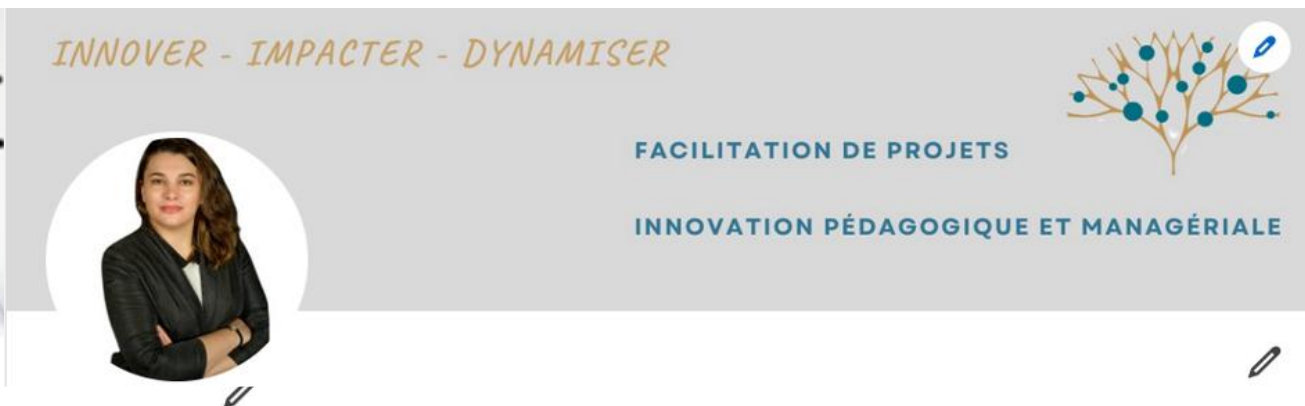 INNOVER - IMPACTER - DYNAMISER
FACILITATION DE PROJETS
INNOVATION PÉDAGOGIQUE ET MANAGÉRIALE